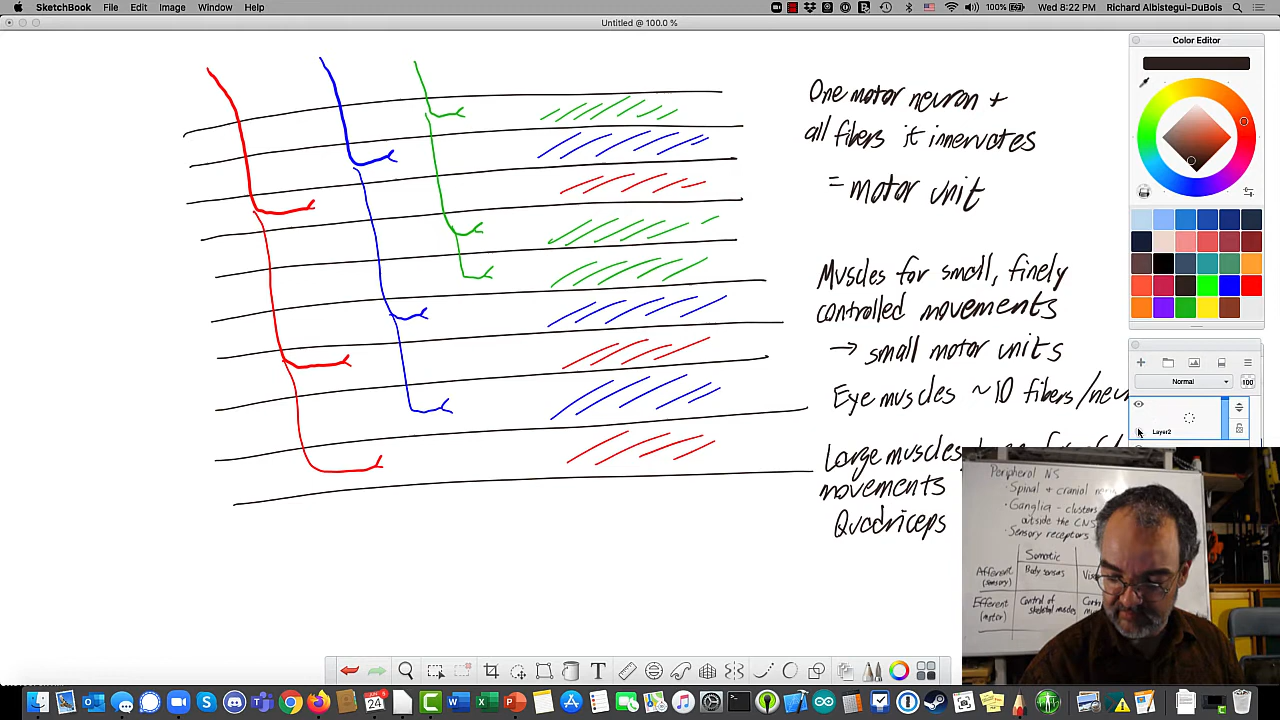 SketchBook File Edit Image Window Help
100% Wed 8:22 PM Richard Albistegui-DuBois
Untitled @ 100.0 %
Color Editor
One motor neuron +
all fibers it innervates
= motor unit
Muscles for small, finely
controlled movements
→ small motor units
Eye muscles ~10 fibers/neur
Large muscles
movements
Quadriceps
Normal
100
Layer2
Peripheral NS
• Spinal + cranial
• Ganglia - clusters
outside the CNS
• Sensory receptors
Somatic
Afferent
(sensory)
Body senses
Efferent
(motor)
Control of
skeletal muscles
24